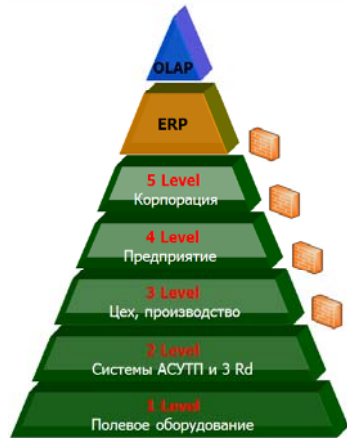 OLAP
ERP
5 Level
Корпорация
4 Level
Предприятие
3 Level
Цех, производство
2 Level
Системы АСУТП и 3 Rd
1 Level
Полевое оборудование